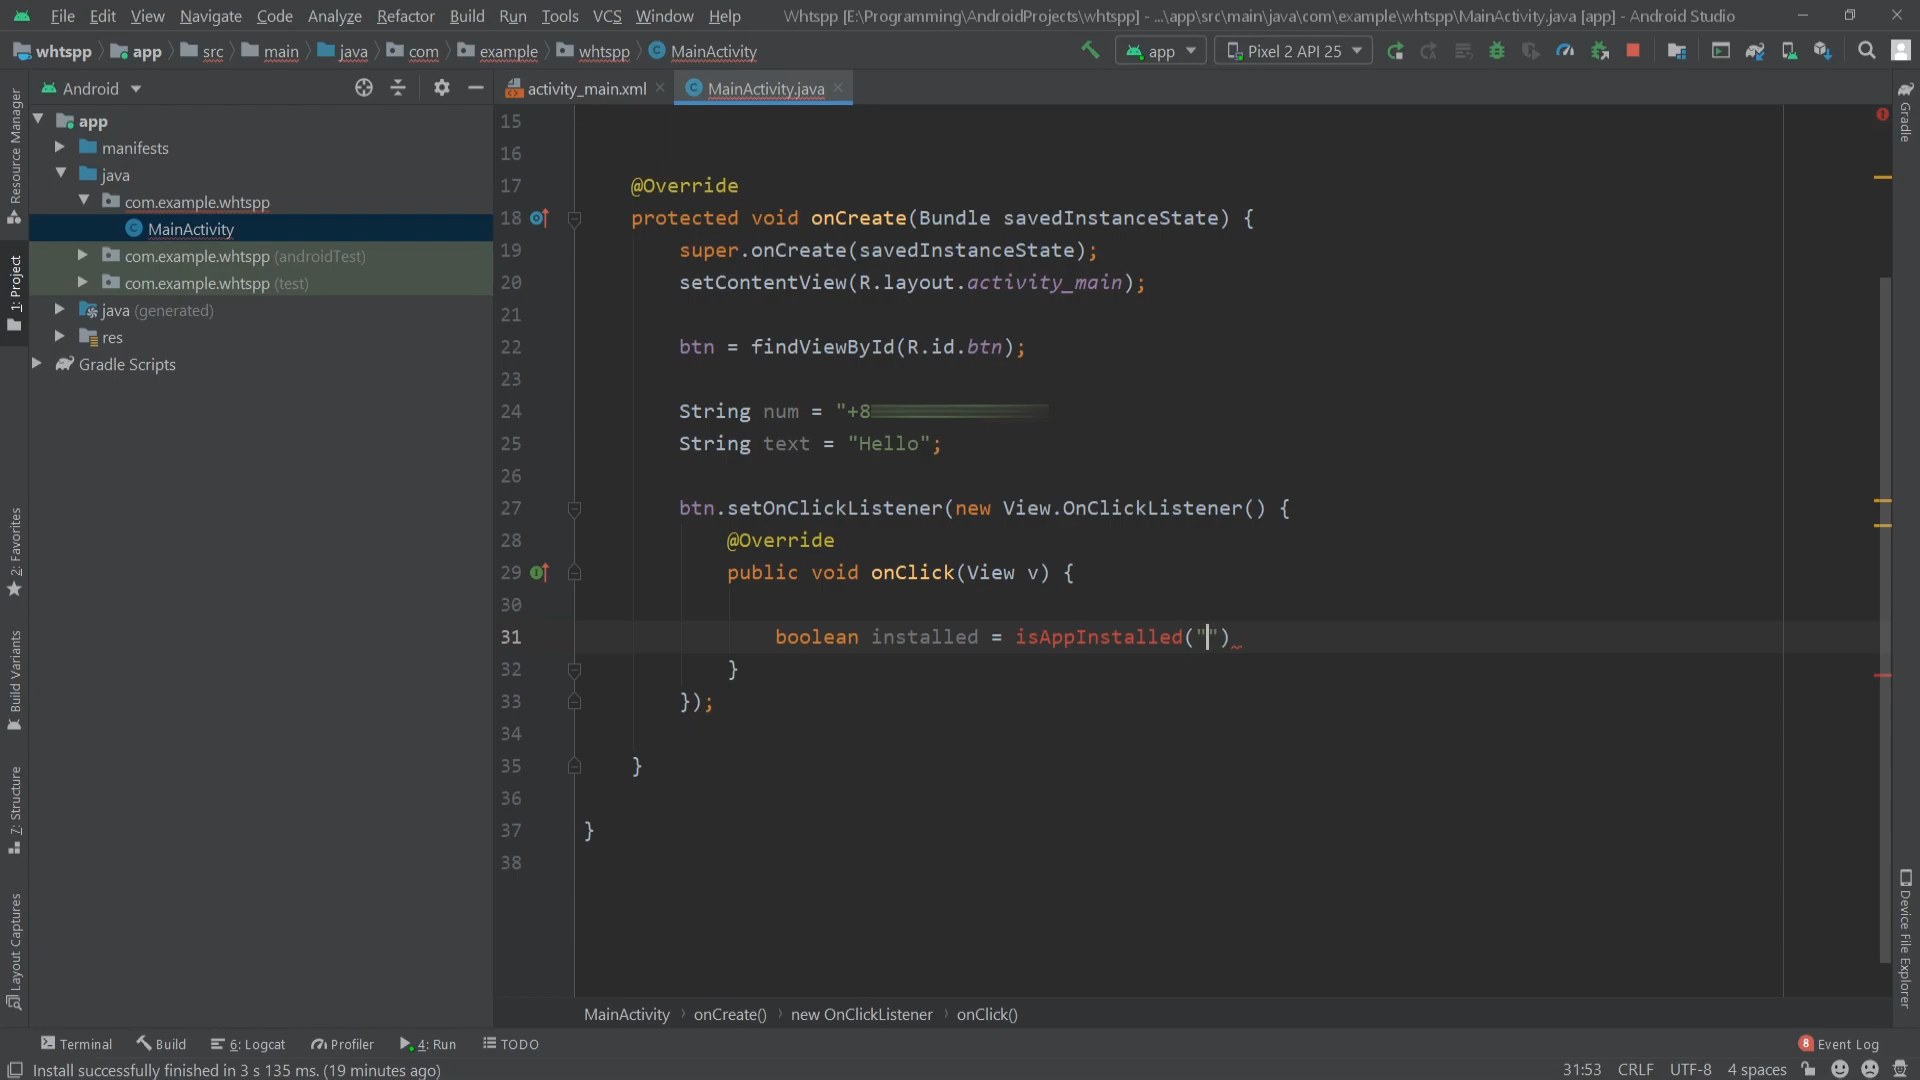 File Edit View Navigate Code Analyze Refactor Build Run Tools VCS Window Help Whtspp [E:\Programming\AndroidProjects\whtspp] - ...\app\src\main\java\com\example\whtspp\MainActivity.java [app] - Android Studio
whtspp app src main java com example whtspp MainActivity app Pixel 2 API 25
Android
activity_main.xml MainActivity.java
app
manifests
java
com.example.whtspp
MainActivity
com.example.whtspp (androidTest)
com.example.whtspp (test)
java (generated)
res
Gradle Scripts
Resource Manager
1: Project
2: Favorites
Build Variants
7: Structure
Layout Captures
15
16
17 @Override
18 protected void onCreate(Bundle savedInstanceState) {
19 super.onCreate(savedInstanceState);
20 setContentView(R.layout.activity_main);
21
22 btn = findViewById(R.id.btn);
23
24 String num = "+8
25 String text = "Hello";
26
27 btn.setOnClickListener(new View.OnClickListener() {
28 @Override
29 public void onClick(View v) {
30
31 boolean installed = isAppInstalled("")
32 }
33 });
34
35 }
36
37 }
38
Gradle
Device File Explorer
MainActivity onCreate() new OnClickListener onClick()
Terminal Build 6: Logcat Profiler 4: Run TODO 8 Event Log
Install successfully finished in 3 s 135 ms. (19 minutes ago) 31:53 CRLF UTF-8 4 spaces